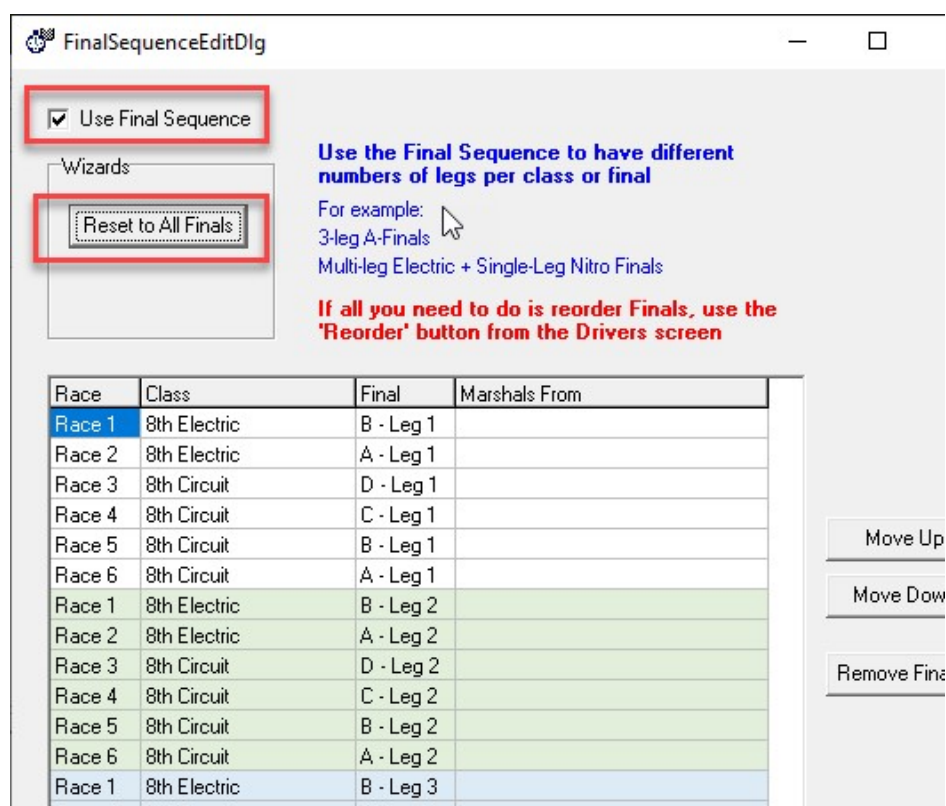 FinalSequenceEditDlg
Use Final Sequence
Wizards
Reset to All Finals
Use the Final Sequence to have different
numbers of legs per class or final
For example:
3-leg A-Finals
Multi-leg Electric + Single-Leg Nitro Finals
If all you need to do is reorder Finals, use the
'Reorder' button from the Drivers screen
Race Class Final Marshals From
Race 1 8th Electric B - Leg 1
Race 2 8th Electric A - Leg 1
Race 3 8th Circuit D - Leg 1
Race 4 8th Circuit C - Leg 1
Race 5 8th Circuit B - Leg 1
Race 6 8th Circuit A - Leg 1
Race 1 8th Electric B - Leg 2
Race 2 8th Electric A - Leg 2
Race 3 8th Circuit D - Leg 2
Race 4 8th Circuit C - Leg 2
Race 5 8th Circuit B - Leg 2
Race 6 8th Circuit A - Leg 2
Race 1 8th Electric B - Leg 3
Move Up
Move Dow
Remove Fina